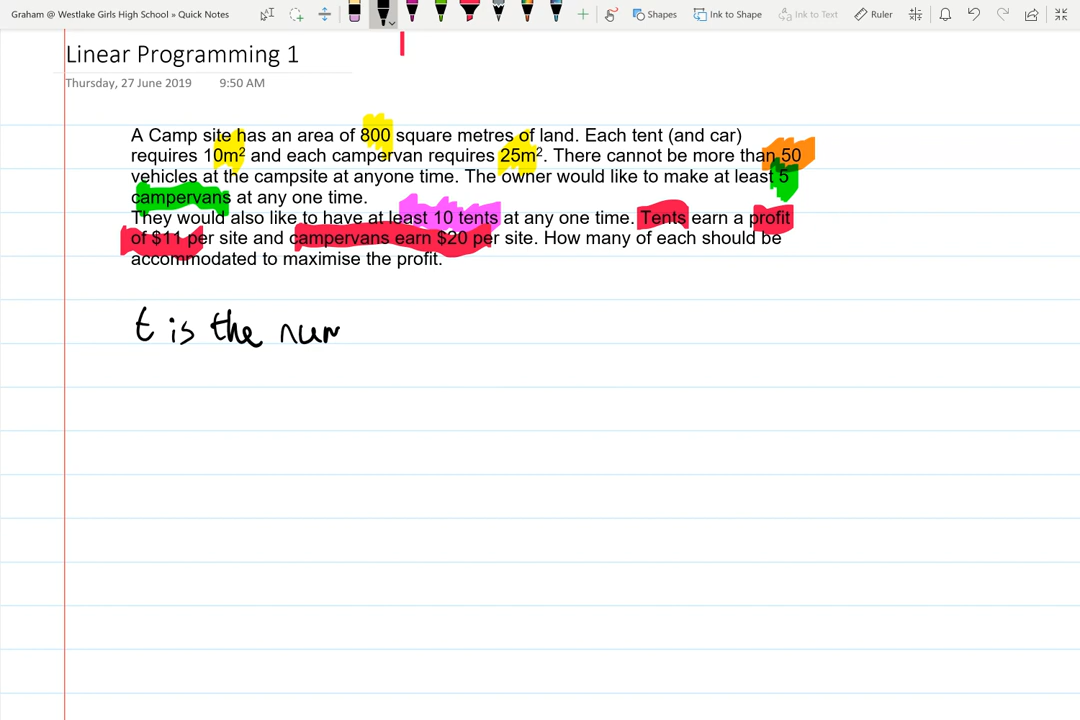 Graham @ Westlake Girls High School » Quick Notes
Shapes
Ink to Shape
Ink to Text
Ruler
Linear Programming 1
Thursday, 27 June 2019 9:50 AM
A Camp site has an area of 800 square metres of land. Each tent (and car)
requires 10m² and each campervan requires 25m². There cannot be more than 50
vehicles at the campsite at anyone time. The owner would like to make at least 5
campervans at any one time.
They would also like to have at least 10 tents at any one time. Tents earn a profit
of $11 per site and campervans earn $20 per site. How many of each should be
accommodated to maximise the profit.
t is the num